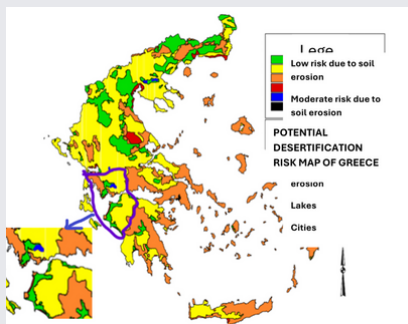 Lege
Low risk due to soil
erosion
Moderate risk due to
soil erosion
POTENTIAL
DESERTIFICATION
RISK MAP OF GREECE
erosion
Lakes
Cities